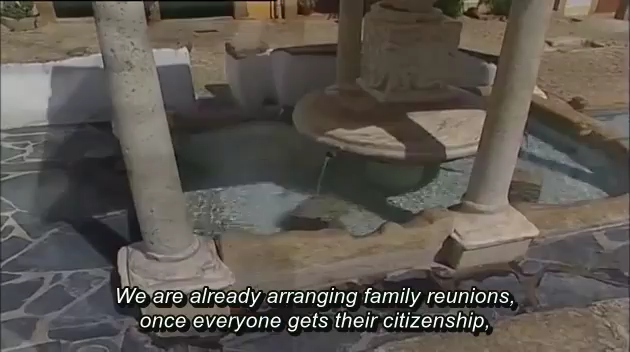 We are already arranging family reunions,
once everyone gets their citizenship,